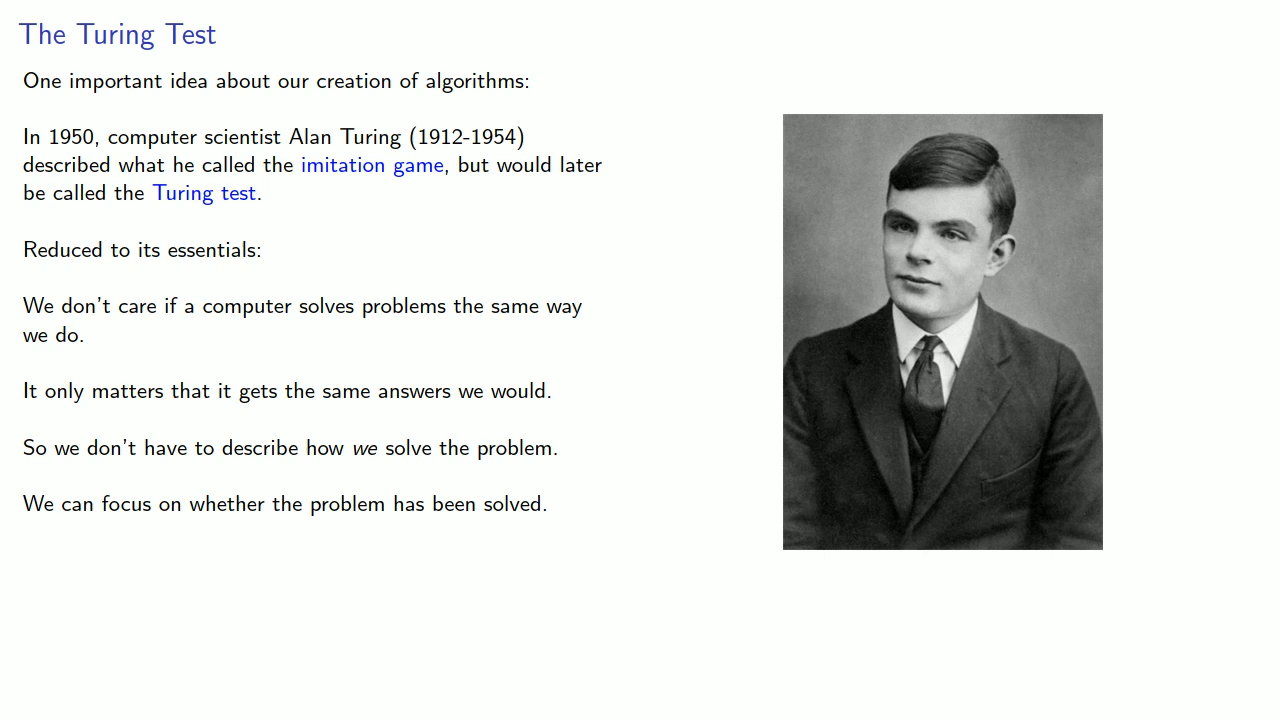 The Turing Test
One important idea about our creation of algorithms:
In 1950, computer scientist Alan Turing (1912-1954)
described what he called the imitation game, but would later
be called the Turing test.
Reduced to its essentials:
We don't care if a computer solves problems the same way
we do.
It only matters that it gets the same answers we would.
So we don't have to describe how we solve the problem.
We can focus on whether the problem has been solved.